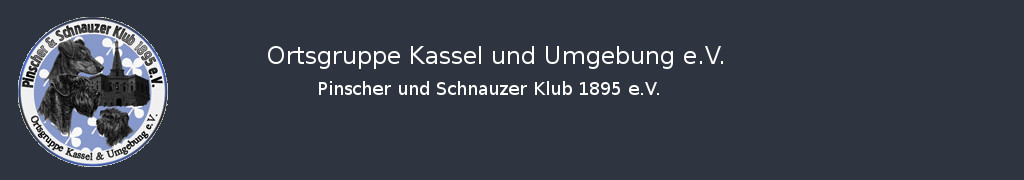 Pinscher & Schnauzer Klub 1895 e.V.
Ortsgruppe Kassel & Umgebung e.V.
Ortsgruppe Kassel und Umgebung e.V.
Pinscher und Schnauzer Klub 1895 e.V.